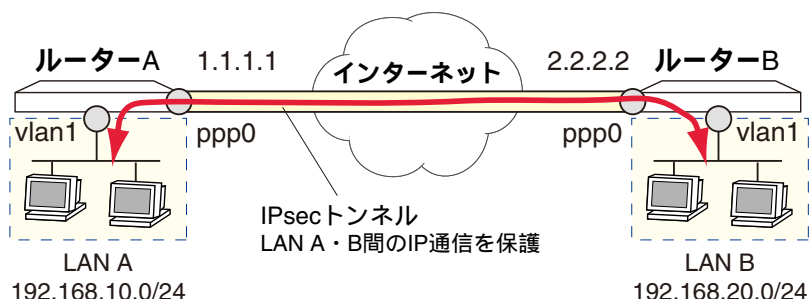 ルーターA
1.1.1.1
インターネット
2.2.2.2
ルーターB
vlan1
ppp0
ppp0
vlan1
IPsecトンネル
LAN A・B間のIP通信を保護
LAN A
192.168.10.0/24
LAN B
192.168.20.0/24